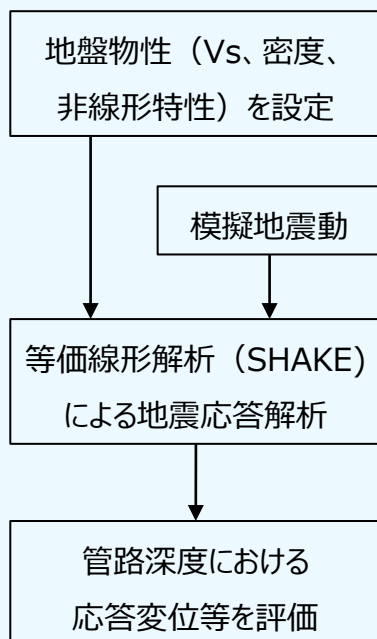 地盤物性（Vs、密度、
非線形特性）を設定
模擬地震動
等価線形解析（SHAKE)
による地震応答解析
管路深度における
応答変位等を評価